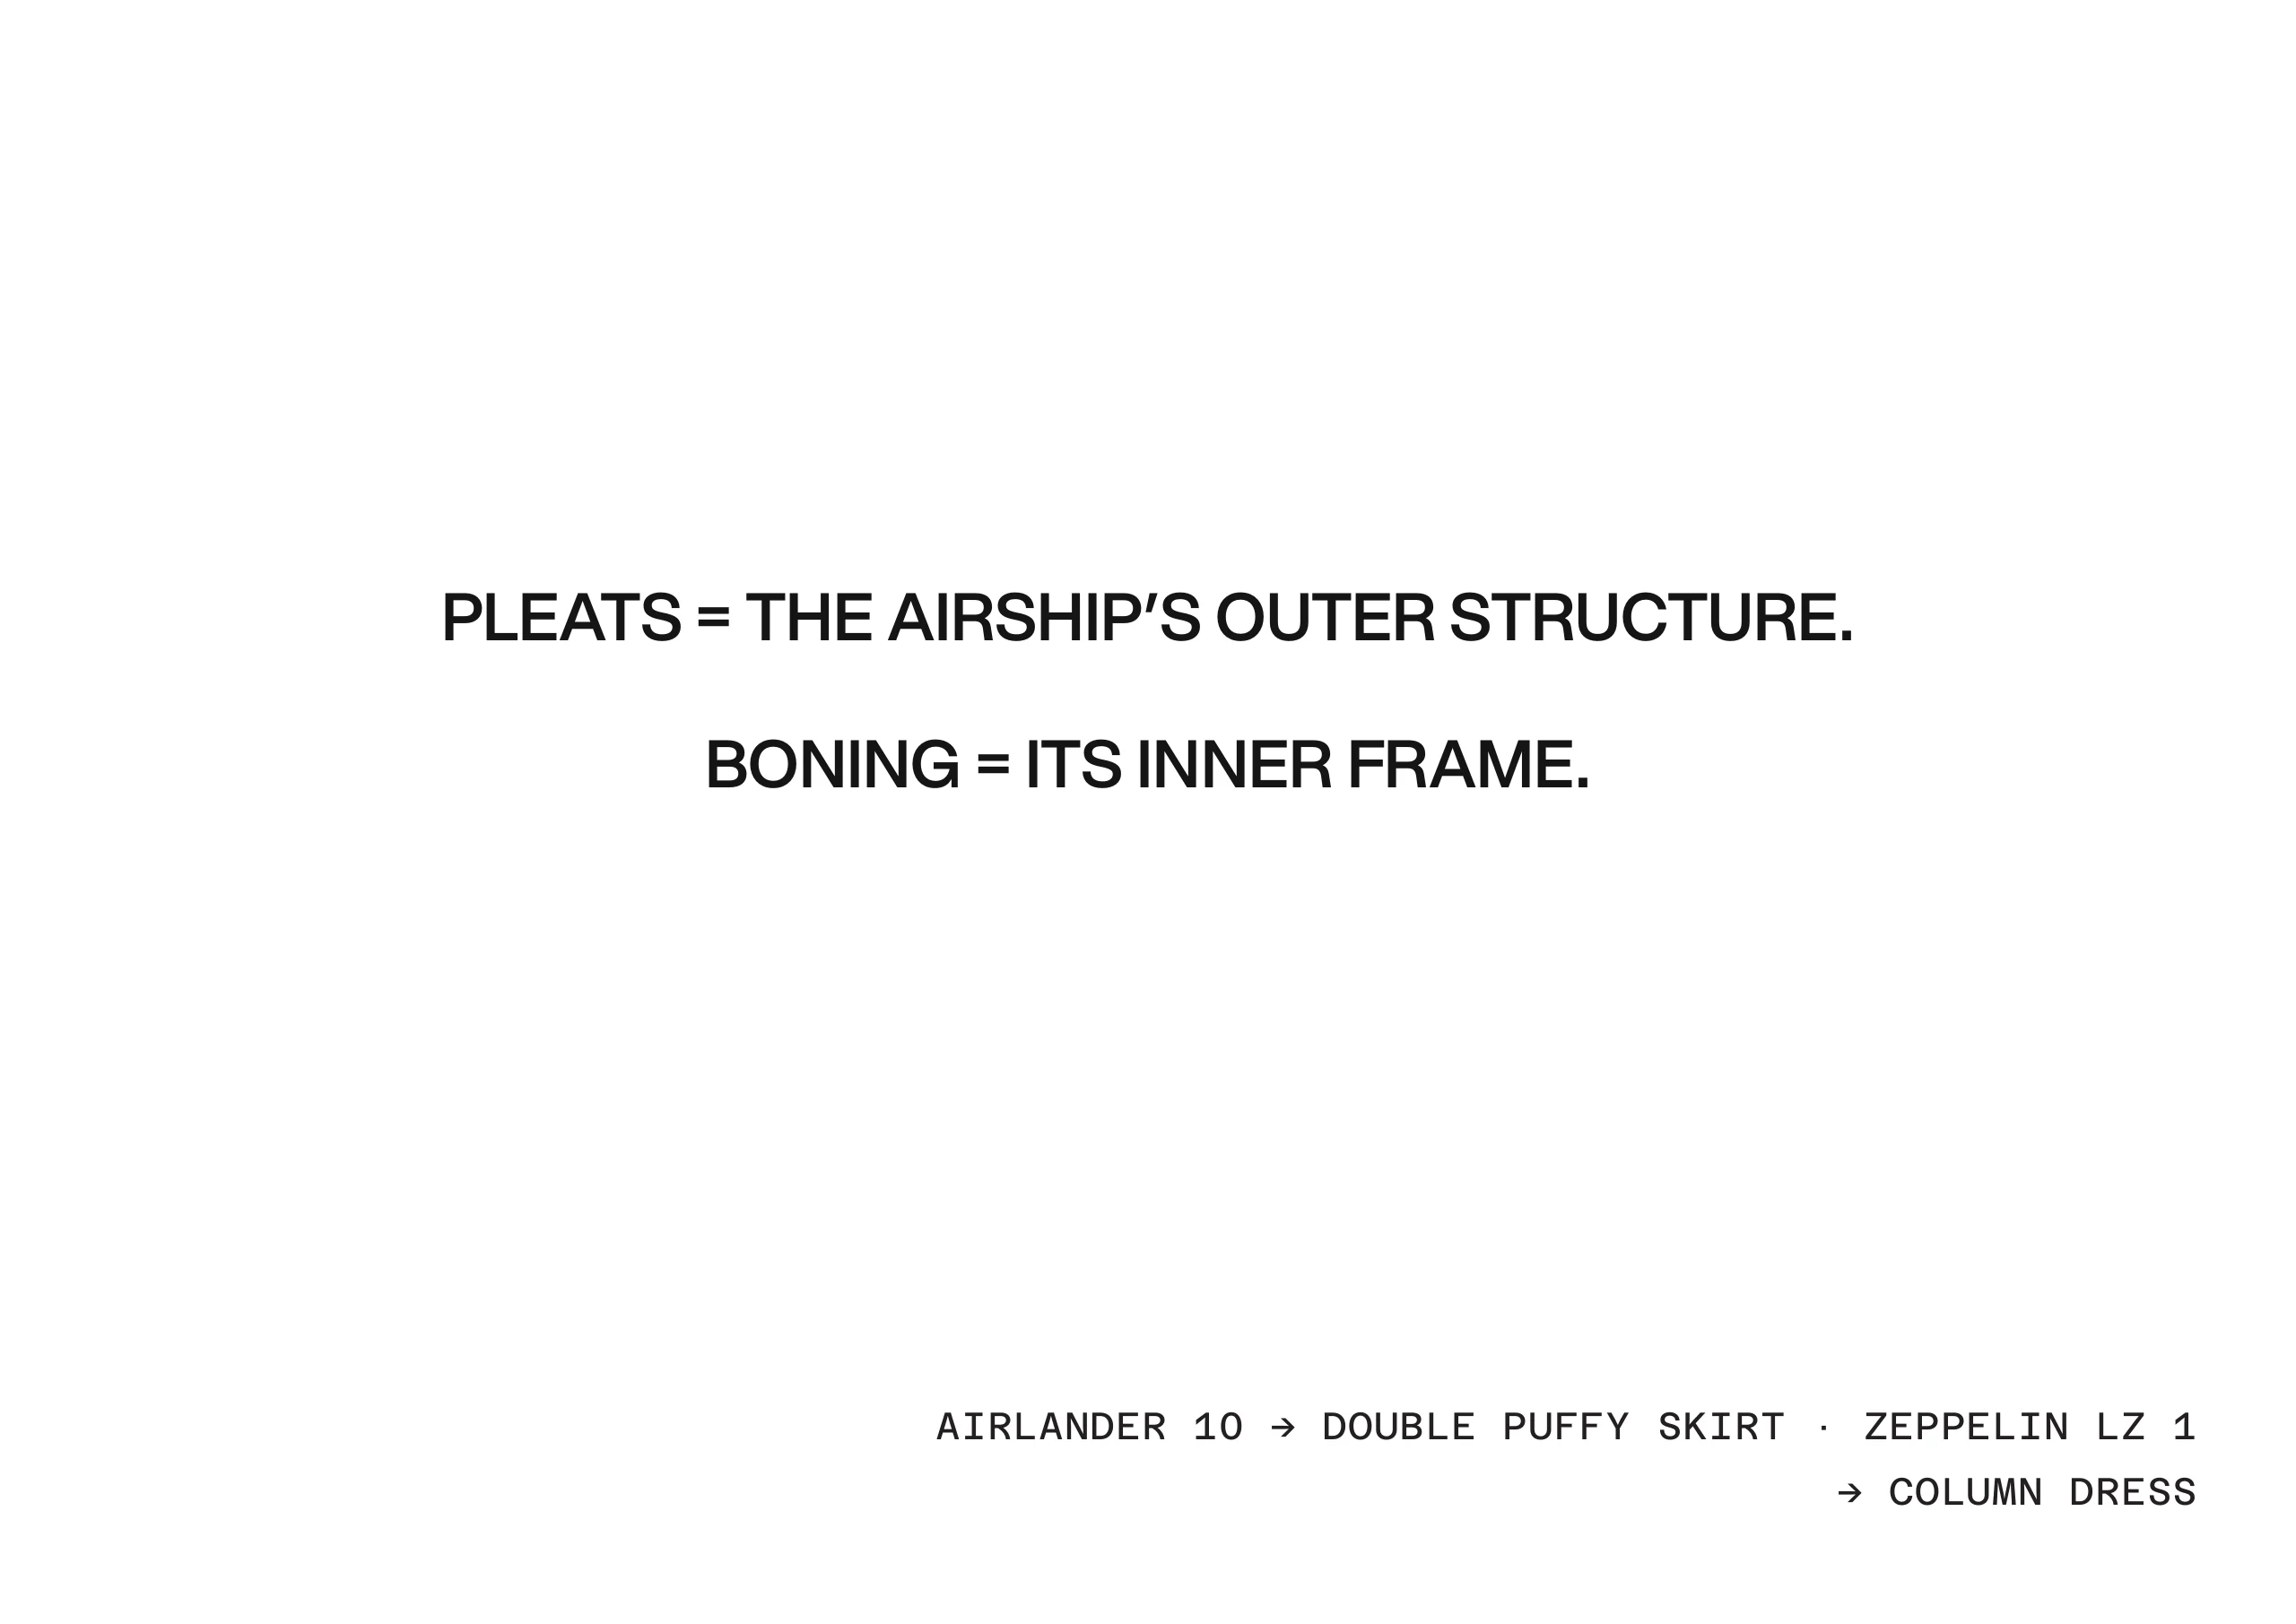 PLEATS = THE AIRSHIP’S OUTER STRUCTURE.
BONING = ITS INNER FRAME.
AIRLANDER 10 → DOUBLE PUFFY SKIRT · ZEPPELIN LZ 1
→ COLUMN DRESS